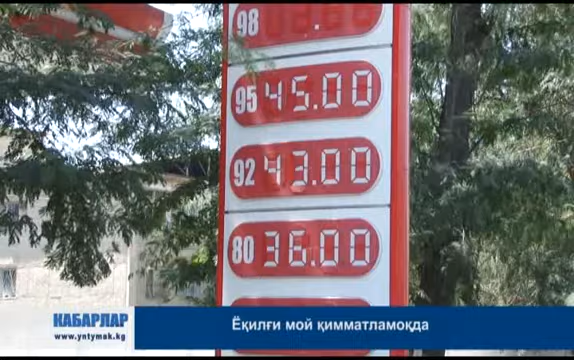 98
95 45.00
92 43.00
80 36.00
КАБАРЛАР
www.yntymak.kg
Ёқилғи мой қимматламоқда